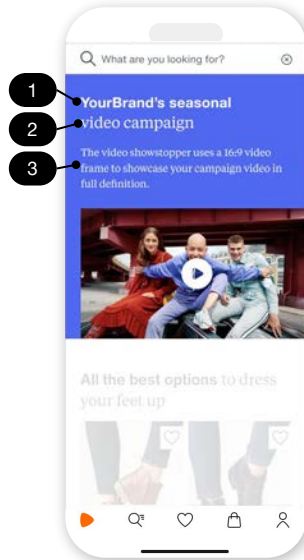 What are you looking for?
1
YourBrand's seasonal
2
video campaign
3
The video showstopper uses a 16:9 video
frame to showcase your campaign video in
full definition.
All the best options to dress
your feet up